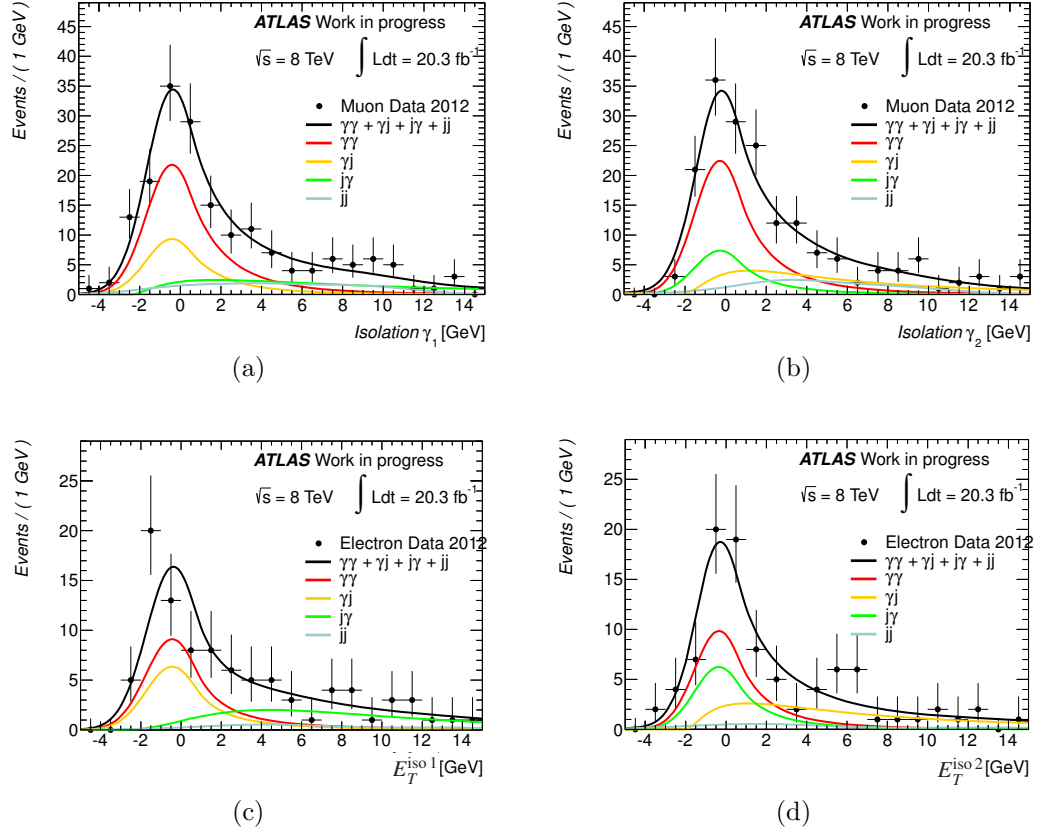 Events / ( 1 GeV )
45
40
35
30
25
20
15
10
5
0
-4 -2 0 2 4 6 8 10 12 14
Isolation γ₁ [GeV]
ATLAS Work in progress
√s = 8 TeV ∫ Ldt = 20.3 fb⁻¹
Muon Data 2012
γγ + γj + jγ + jj
γγ
γj
jγ
jj
(a)
Events / ( 1 GeV )
45
40
35
30
25
20
15
10
5
0
-4 -2 0 2 4 6 8 10 12 14
Isolation γ₂ [GeV]
ATLAS Work in progress
√s = 8 TeV ∫ Ldt = 20.3 fb⁻¹
Muon Data 2012
γγ + γj + jγ + jj
γγ
γj
jγ
jj
(b)
Events / ( 1 GeV )
25
20
15
10
5
0
-4 -2 0 2 4 6 8 10 12 14
E_T^{iso 1} [GeV]
ATLAS Work in progress
√s = 8 TeV ∫ Ldt = 20.3 fb⁻¹
Electron Data 2012
γγ + γj + jγ + jj
γγ
γj
jγ
jj
(c)
Events / ( 1 GeV )
25
20
15
10
5
0
-4 -2 0 2 4 6 8 10 12 14
E_T^{iso 2} [GeV]
ATLAS Work in progress
√s = 8 TeV ∫ Ldt = 20.3 fb⁻¹
Electron Data 2012
γγ + γj + jγ + jj
γγ
γj
jγ
jj
(d)